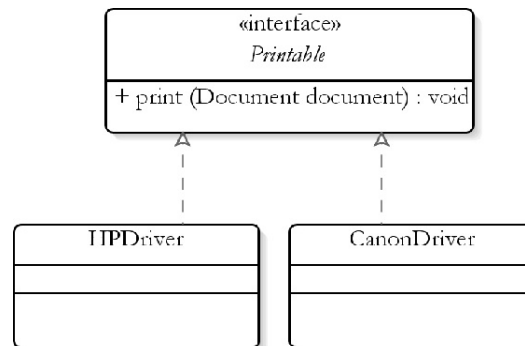 «interface»
Printable
+ print (Document document) : void
HPDriver
CanonDriver